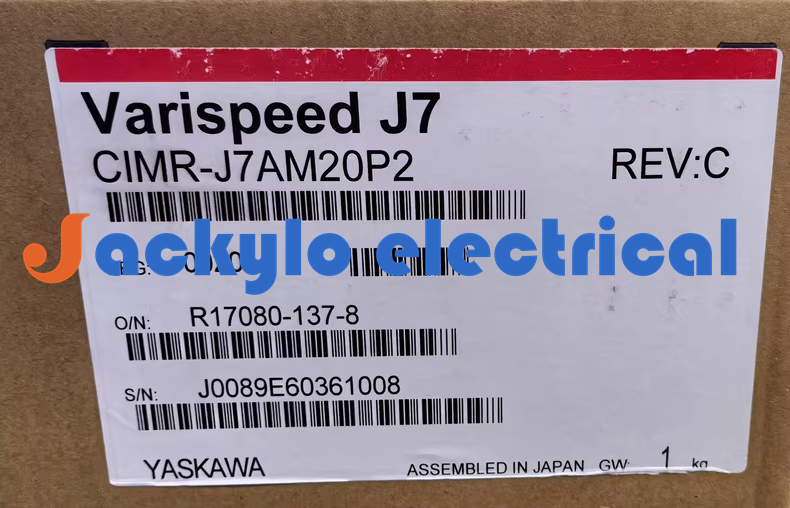 Varispeed J7
CIMR-J7AM20P2 REV:C
Jackylo electrical
O/N: R17080-137-8
S/N: J0089E60361008
YASKAWA ASSEMBLED IN JAPAN GW: 1 kg